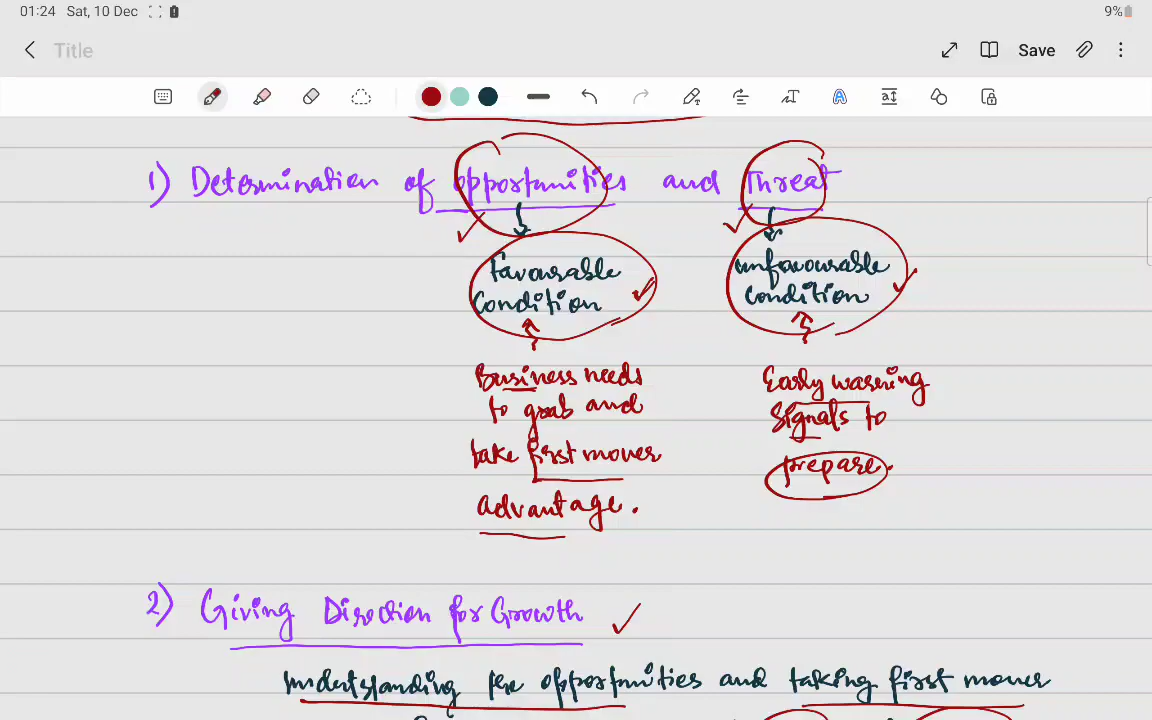 01:24 Sat, 10 Dec
9%
Title
Save
1) Determination of opportunities and Threat
favourable
condition
unfavourable
condition
Business needs
to grab and
take first mover
advantage.
Early warning
signals to
prepare.
2) Giving Direction for Growth
understanding opportunities and taking first mover